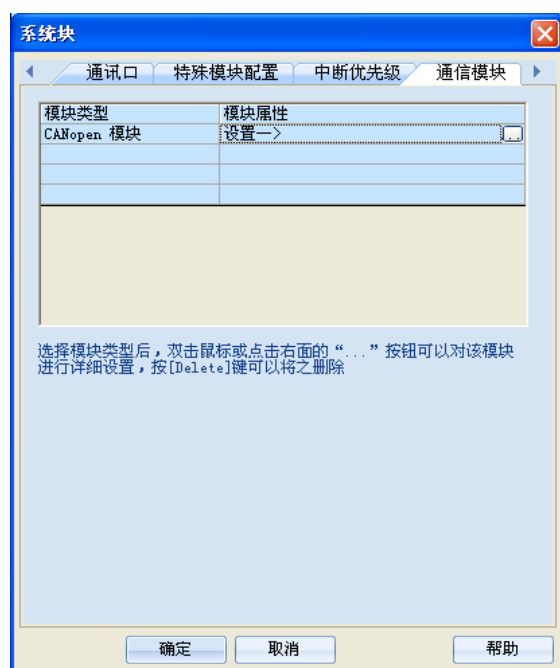 系统块
通讯口 特殊模块配置 中断优先级 通信模块
模块类型 模块属性
CANopen 模块 设置一> ...
选择模块类型后，双击鼠标或点击右面的“...”按钮可以对该模块
进行详细设置，按[Delete]键可以将之删除
确定 取消 帮助